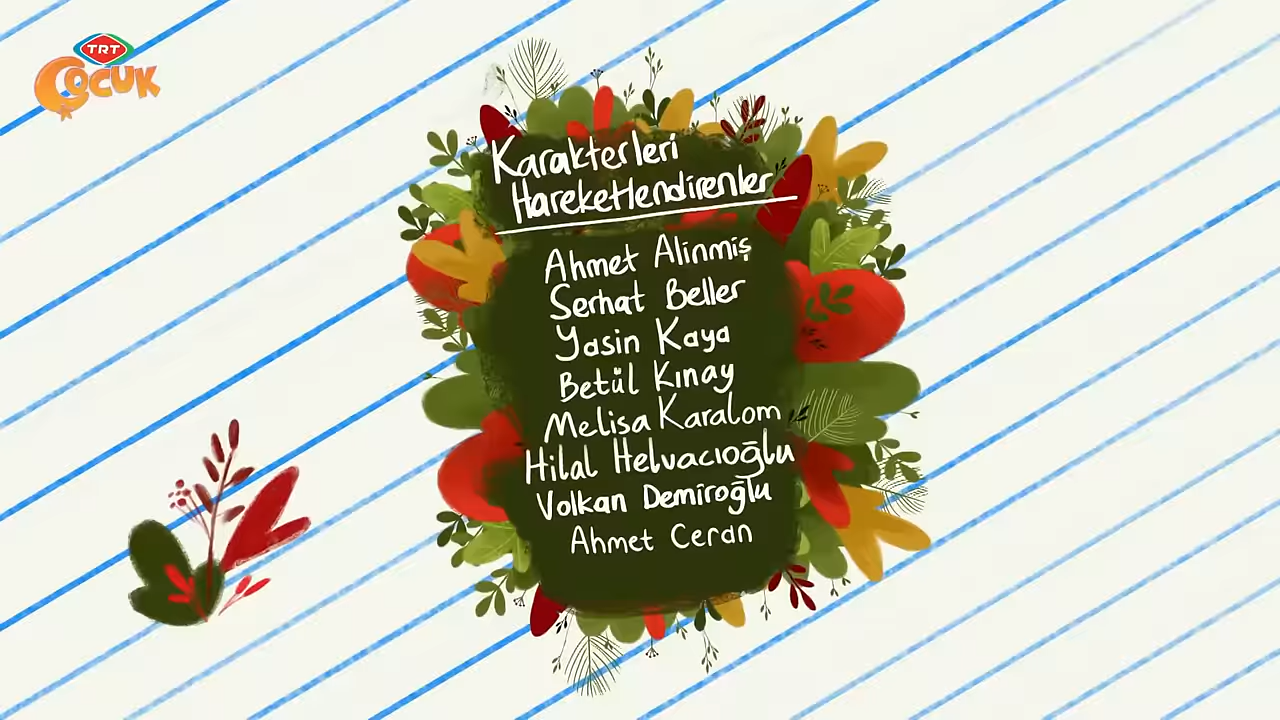 TRT
ÇOCUK
Karakterleri
Hareketlendirenler
Ahmet Alinmiş
Serhat Beller
Yasin Kaya
Betül Kınay
Melisa Karalom
Hilal Helvacıoğlu
Volkan Demiroğlu
Ahmet Ceran